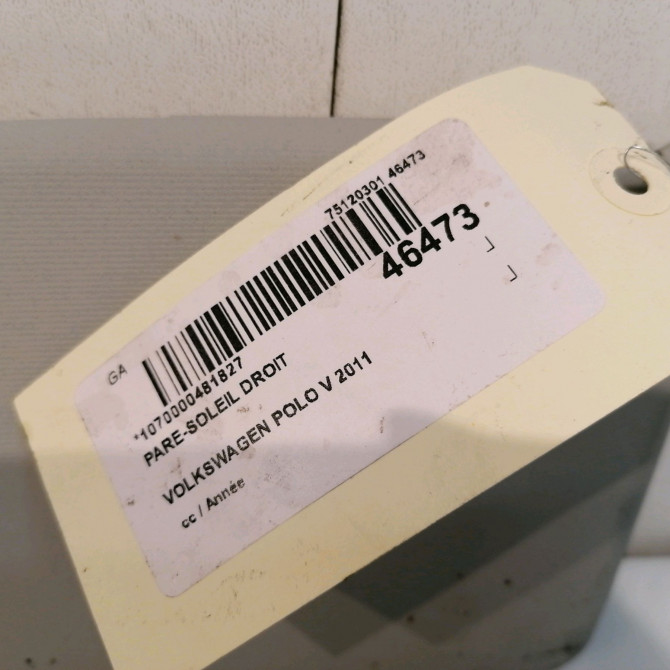 75120301 46473
46473
GA
*1070000481827
PARE-SOLEIL DROIT
VOLKSWAGEN POLO V 2011
cc / Année